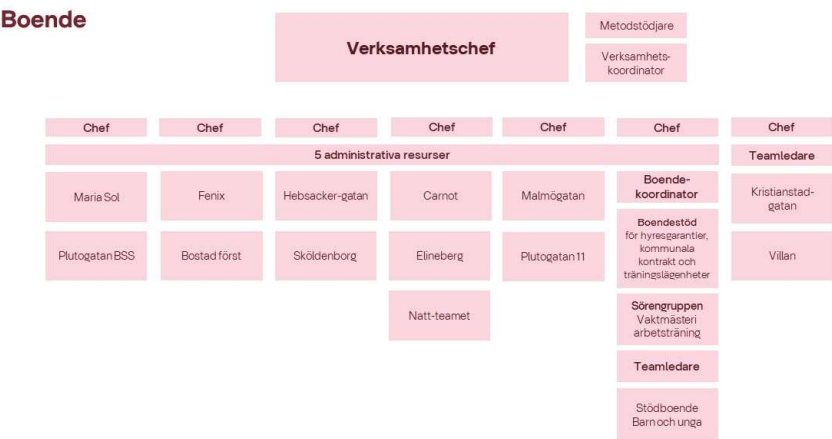 Boende
Verksamhetschef
Metodstödjare
Verksamhets-
koordinator
Chef
Chef
Chef
Chef
Chef
Chef
Chef
5 administrativa resurser
Teamledare
Maria Sol
Fenix
Hebsacker-gatan
Carnot
Malmögatan
Boende-
koordinator
Kristianstad-
gatan
Plutogatan BSS
Bostad först
Sköldenborg
Elineberg
Plutogatan 11
Boendestöd
för hyresgarantier,
kommunala
kontrakt och
träningslägenheter
Villan
Natt-teamet
Sörengruppen
Vaktmästeri
arbetsträning
Teamledare
Stödboende
Barn och unga